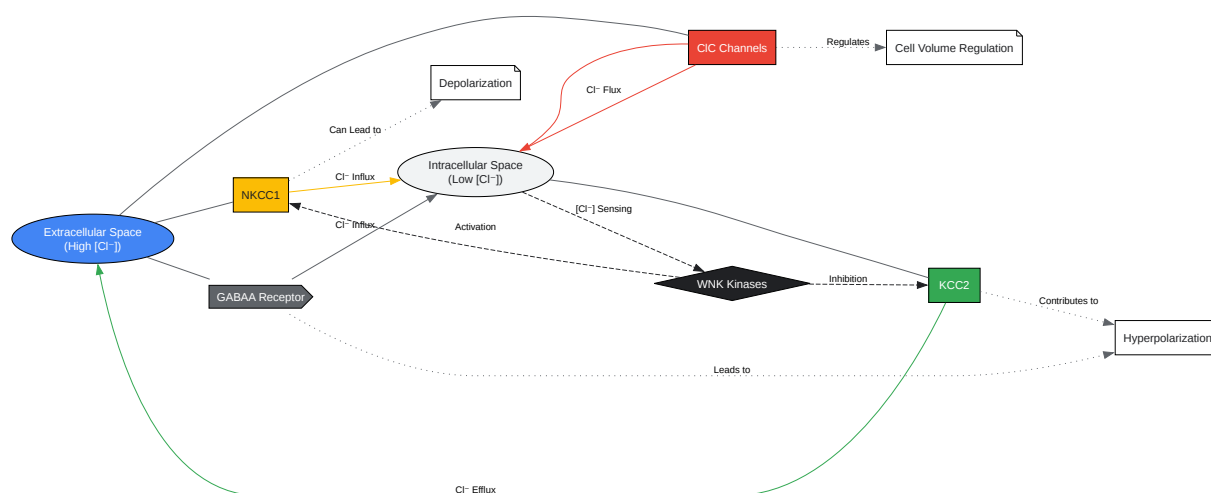 ClC Channels
Regulates
Cell Volume Regulation
Depolarization
Cl⁻ Flux
Can Lead to
Intracellular Space
(Low [Cl⁻])
Cl⁻ Influx
NKCC1
[Cl⁻] Sensing
Cl⁻ Influx
Activation
Extracellular Space
(High [Cl⁻])
Inhibition
WNK Kinases
KCC2
GABAA Receptor
Contributes to
Hyperpolarization
Leads to
Cl⁻ Efflux